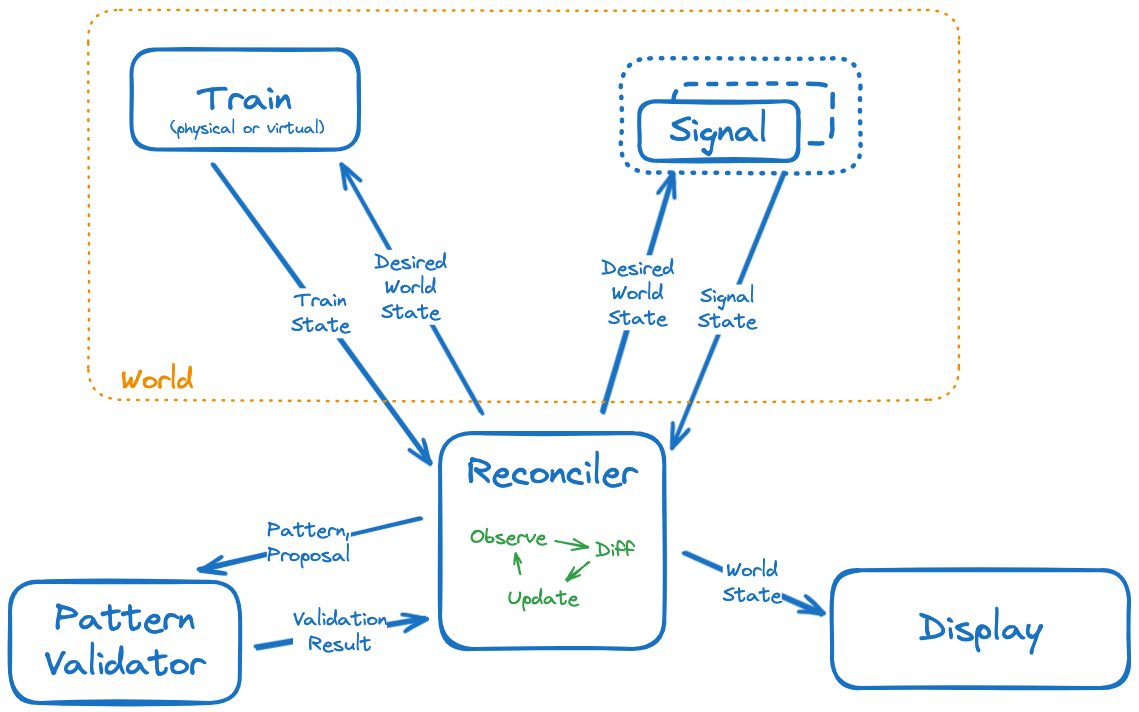 Train
(physical or virtual)
Signal
Desired
World
State
Train
State
Desired
World
State
Signal
State
World
Reconciler
Observe
Diff
Update
Pattern,
Proposal
Validation
Result
World
State
Pattern
Validator
Display